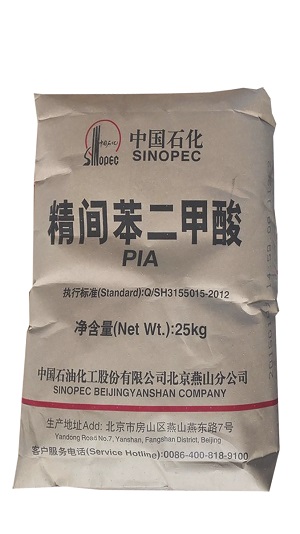 中国石化
SINOPEC
Sinopec
精间苯二甲酸
PIA
执行标准(Standard):Q/SH3155015-2012
净含量(Net Wt.):25kg
中国石油化工股份有限公司北京燕山分公司
SINOPEC BEIJINGYANSHAN COMPANY
生产地址Add: 北京市房山区燕山燕东路7号
Yandong Road No.7, Yanshan, Fangshan District, Beijing
客户服务电话(Service Hotline):0086-400-818-9100